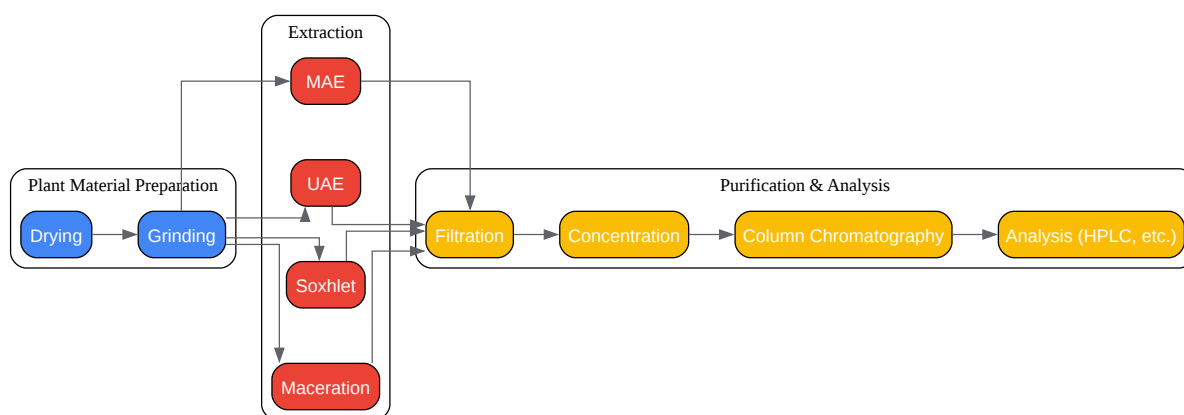 Extraction
MAE
UAE
Soxhlet
Maceration
Plant Material Preparation
Drying
Grinding
Purification & Analysis
Filtration
Concentration
Column Chromatography
Analysis (HPLC, etc.)